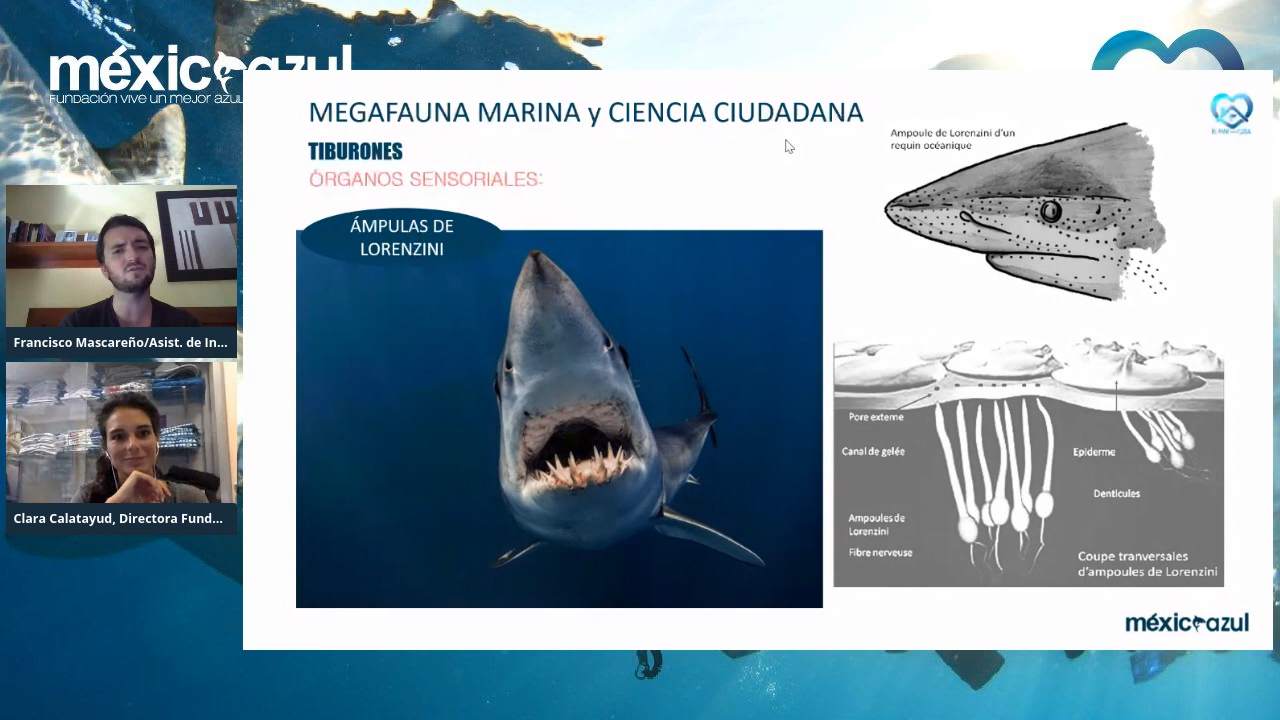 méxicoazul
FUNDACIÓN VIVE UN MEJOR AZUL
MEGAFAUNA MARINA y CIENCIA CIUDADANA
TIBURONES
ÓRGANOS SENSORIALES:
ÁMPULAS DE
LORENZINI
Ampoule de Lorenzini d'un
requin océanique
Francisco Mascareño/Asist. de In...
Clara Calatayud, Directora Fund...
Pore externe
Canal de gelée
Epiderme
Denticules
Ampoules de
Lorenzini
Fibre nerveuse
Coupe tranversales
d'ampoules de Lorenzini
méxicoazul